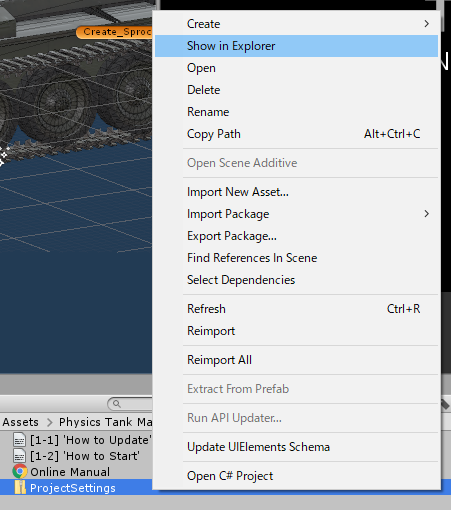 Create_Sproc
Create
Show in Explorer
Open
Delete
Rename
Copy Path Alt+Ctrl+C
Open Scene Additive
Import New Asset...
Import Package
Export Package...
Find References In Scene
Select Dependencies
Refresh Ctrl+R
Reimport
Reimport All
Extract From Prefab
Run API Updater...
Update UIElements Schema
Open C# Project
N
Assets > Physics Tank Ma
[1-1] 'How to Update'
[1-2] 'How to Start'
Online Manual
ProjectSettings